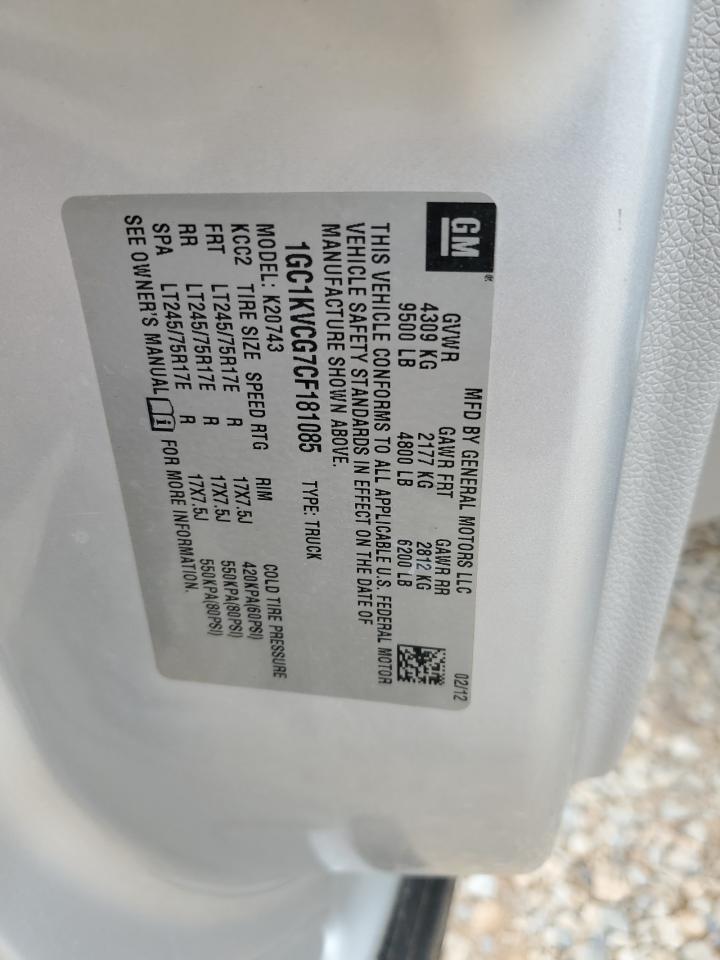 GM
MFD BY GENERAL MOTORS LLC 02/12
GVWR GAWR FRT GAWR RR
4309 KG 2177 KG 2812 KG
9500 LB 4800 LB 6200 LB
THIS VEHICLE CONFORMS TO ALL APPLICABLE U.S. FEDERAL MOTOR
VEHICLE SAFETY STANDARDS IN EFFECT ON THE DATE OF
MANUFACTURE SHOWN ABOVE.
1GC1KVCG7CF181085 TYPE: TRUCK
MODEL: K20743
KCC2 TIRE SIZE SPEED RTG RIM COLD TIRE PRESSURE
FRT LT245/75R17E R 17X7.5J 420KPA(60PSI)
RR LT245/75R17E R 17X7.5J 550KPA(80PSI)
SPA LT245/75R17E R 17X7.5J 550KPA(80PSI)
SEE OWNER'S MANUAL FOR MORE INFORMATION.